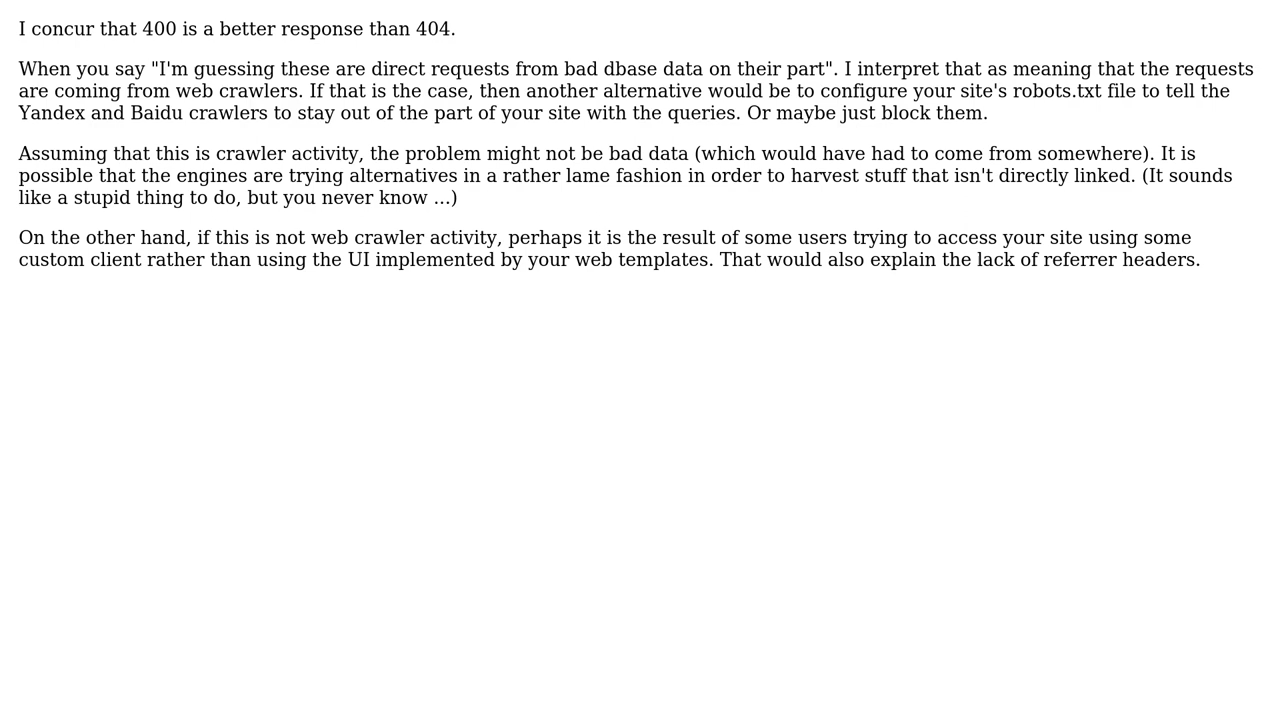 I concur that 400 is a better response than 404.
When you say "I'm guessing these are direct requests from bad dbase data on their part". I interpret that as meaning that the requests
are coming from web crawlers. If that is the case, then another alternative would be to configure your site's robots.txt file to tell the
Yandex and Baidu crawlers to stay out of the part of your site with the queries. Or maybe just block them.
Assuming that this is crawler activity, the problem might not be bad data (which would have had to come from somewhere). It is
possible that the engines are trying alternatives in a rather lame fashion in order to harvest stuff that isn't directly linked. (It sounds
like a stupid thing to do, but you never know ...)
On the other hand, if this is not web crawler activity, perhaps it is the result of some users trying to access your site using some
custom client rather than using the UI implemented by your web templates. That would also explain the lack of referrer headers.